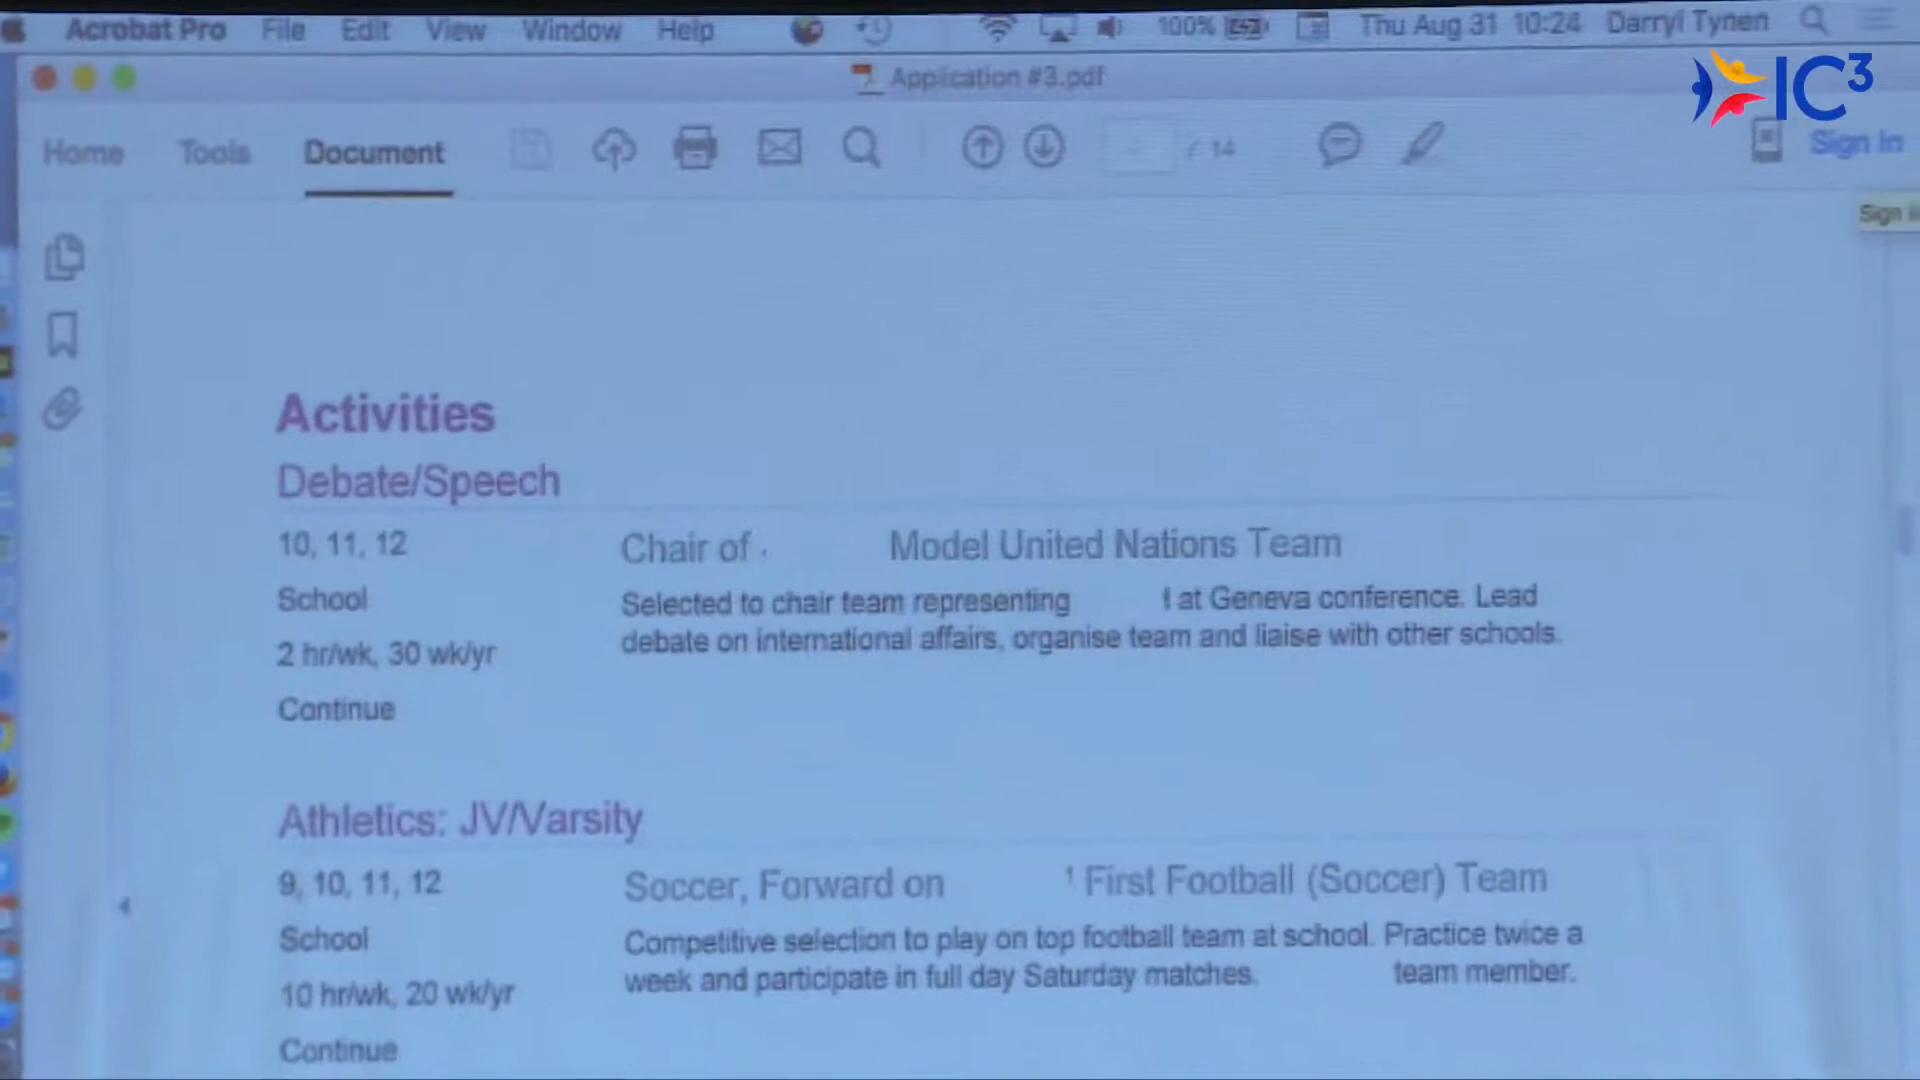 Acrobat Pro File Edit View Window Help 100% Thu Aug 31 10:24 Darryl Tynen
Application #3.pdf
IC3
Home Tools Document / 14 Sign In
Sign
Activities
Debate/Speech
10, 11, 12 Chair of Model United Nations Team
School Selected to chair team representing at Geneva conference. Lead
2 hr/wk, 30 wk/yr debate on international affairs, organise team and liaise with other schools.
Continue
Athletics: JV/Varsity
9, 10, 11, 12 Soccer, Forward on First Football (Soccer) Team
School Competitive selection to play on top football team at school. Practice twice a
10 hr/wk, 20 wk/yr week and participate in full day Saturday matches. team member.
Continue